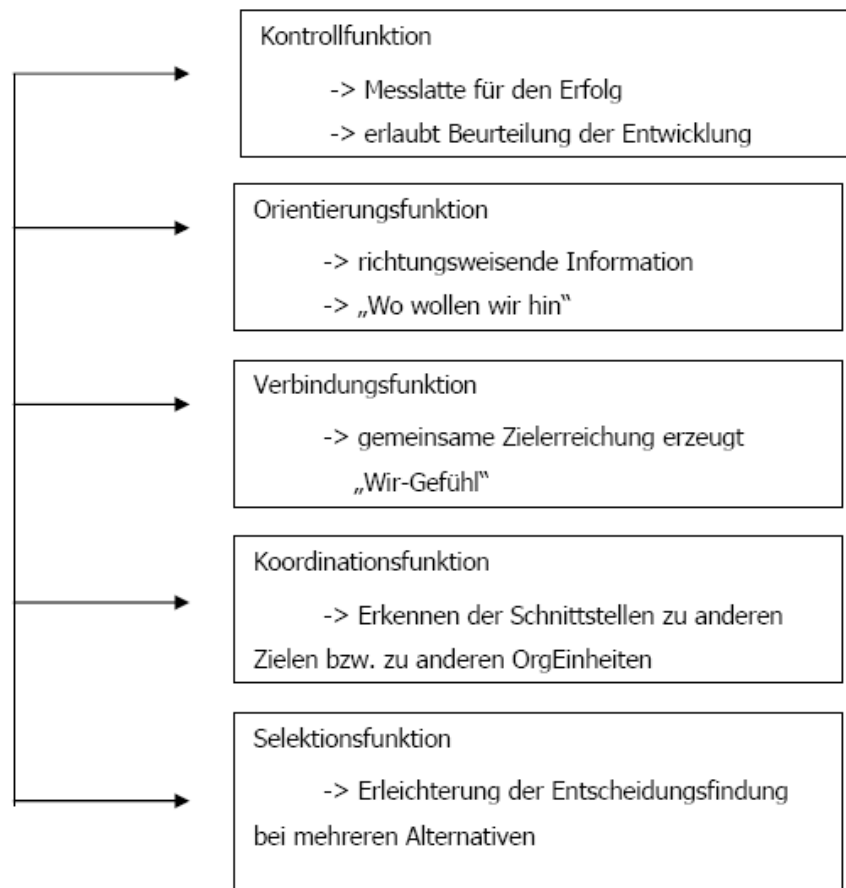 Kontrollfunktion
-> Messlatte für den Erfolg
-> erlaubt Beurteilung der Entwicklung
Orientierungsfunktion
-> richtungsweisende Information
-> „Wo wollen wir hin“
Verbindungsfunktion
-> gemeinsame Zielerreichung erzeugt
„Wir-Gefühl“
Koordinationsfunktion
-> Erkennen der Schnittstellen zu anderen
Zielen bzw. zu anderen OrgEinheiten
Selektionsfunktion
-> Erleichterung der Entscheidungsfindung
bei mehreren Alternativen